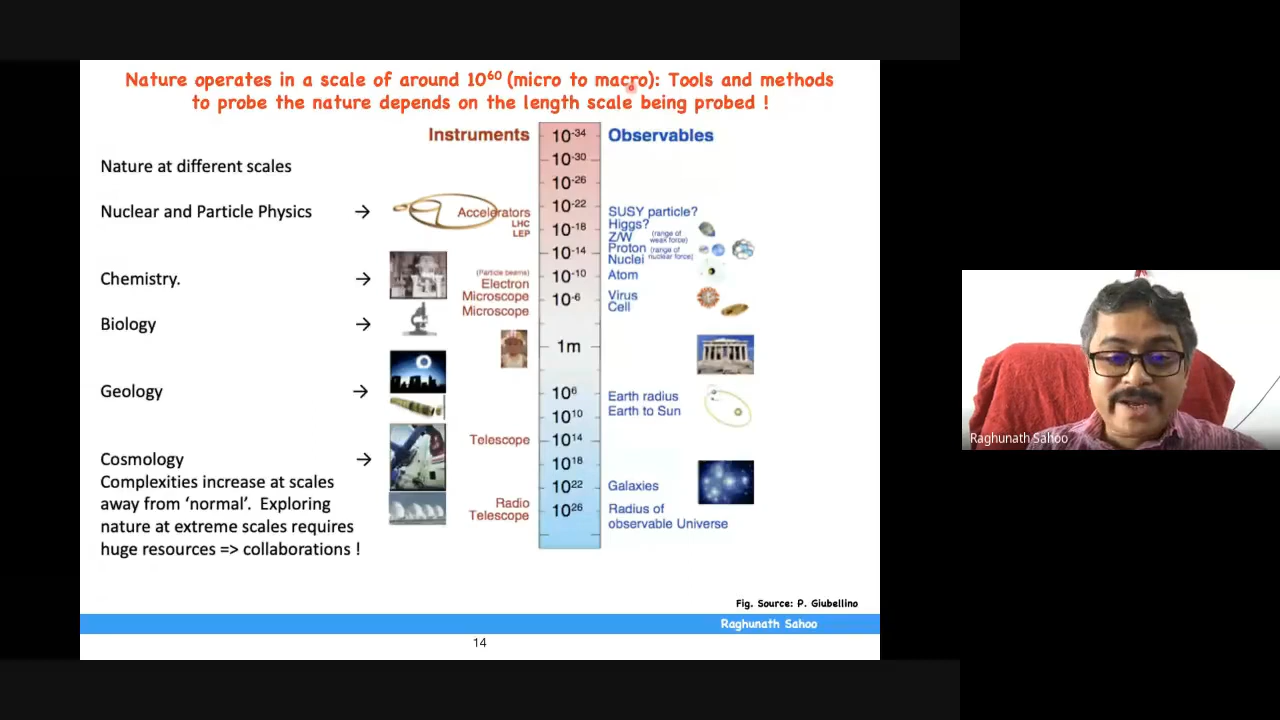 Nature operates in a scale of around 10⁶⁰ (micro to macro): Tools and methods
to probe the nature depends on the length scale being probed !
Instruments
Observables
Nature at different scales
Nuclear and Particle Physics →
Chemistry. →
Biology →
Geology →
Cosmology →
Complexities increase at scales
away from ‘normal’. Exploring
nature at extreme scales requires
huge resources => collaborations !
Accelerators
LHC
LEP
(Particle beams)
Electron
Microscope
Microscope
Telescope
Radio
Telescope
10⁻³⁴
10⁻³⁰
10⁻²⁶
10⁻²²
10⁻¹⁸
10⁻¹⁴
10⁻¹⁰
10⁻⁶
1m
10⁶
10¹⁰
10¹⁴
10¹⁸
10²²
10²⁶
SUSY particle?
Higgs?
Z/W (range of weak force)
Proton
Nuclei (range of nuclear force)
Atom
Virus
Cell
Earth radius
Earth to Sun
Galaxies
Radius of
observable Universe
Fig. Source: P. Giubellino
Raghunath Sahoo
14
Raghunath Sahoo